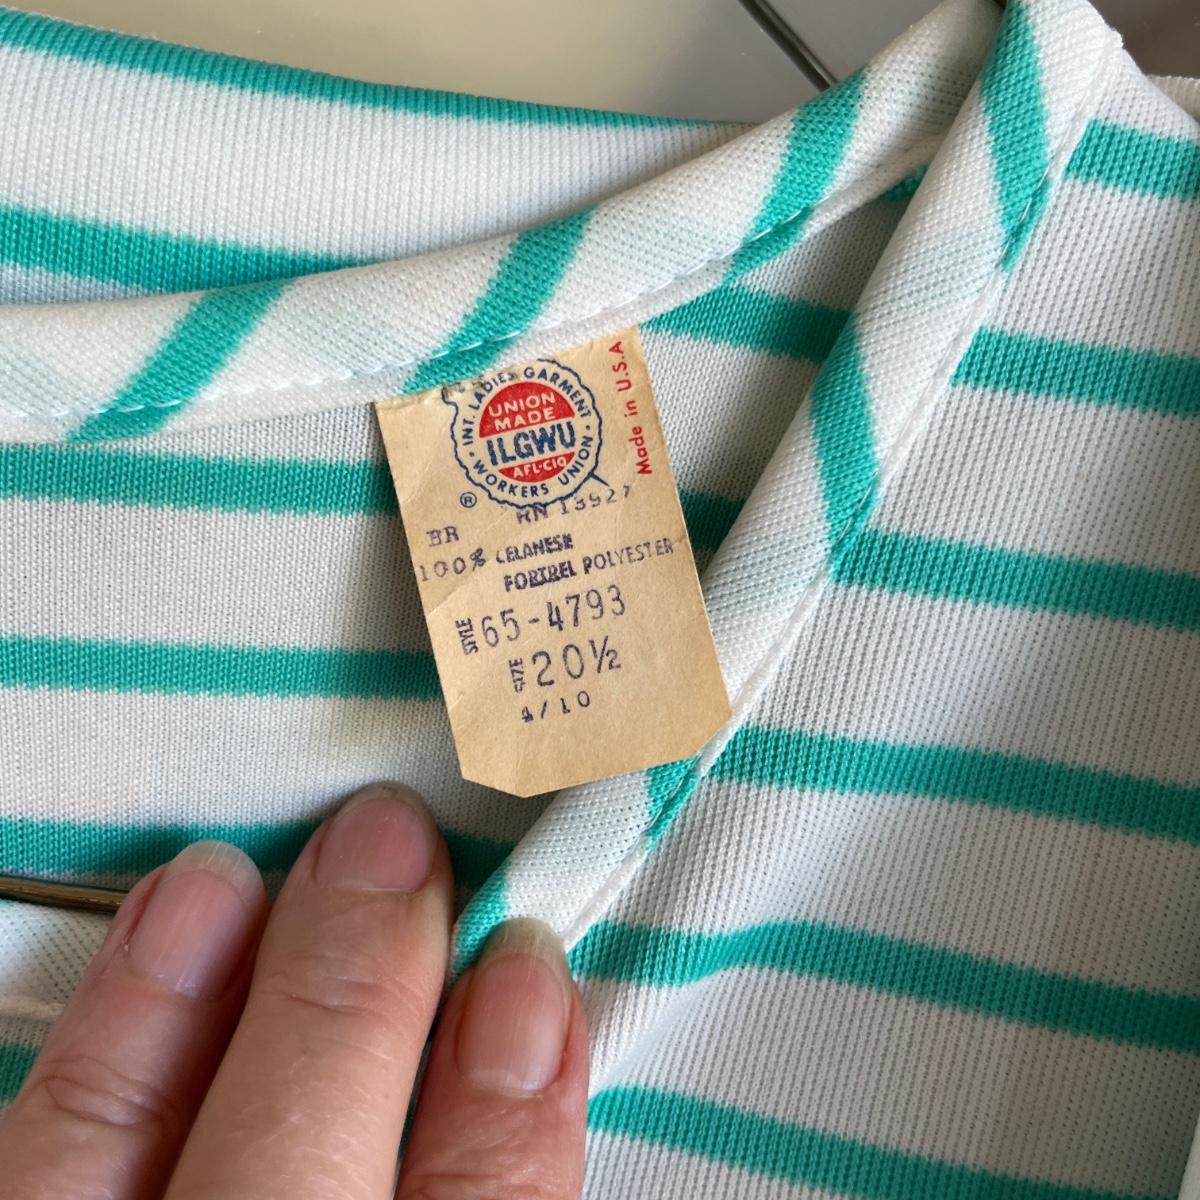 INT. LADIES GARMENT WORKERS UNION
UNION
MADE
ILGWU
AFL-CIO
®
Made in U.S.A
RN 13927
BR
100% CELANESE
FORTREL POLYESTER
STYLE 65-4793
SIZE 20½
4/10